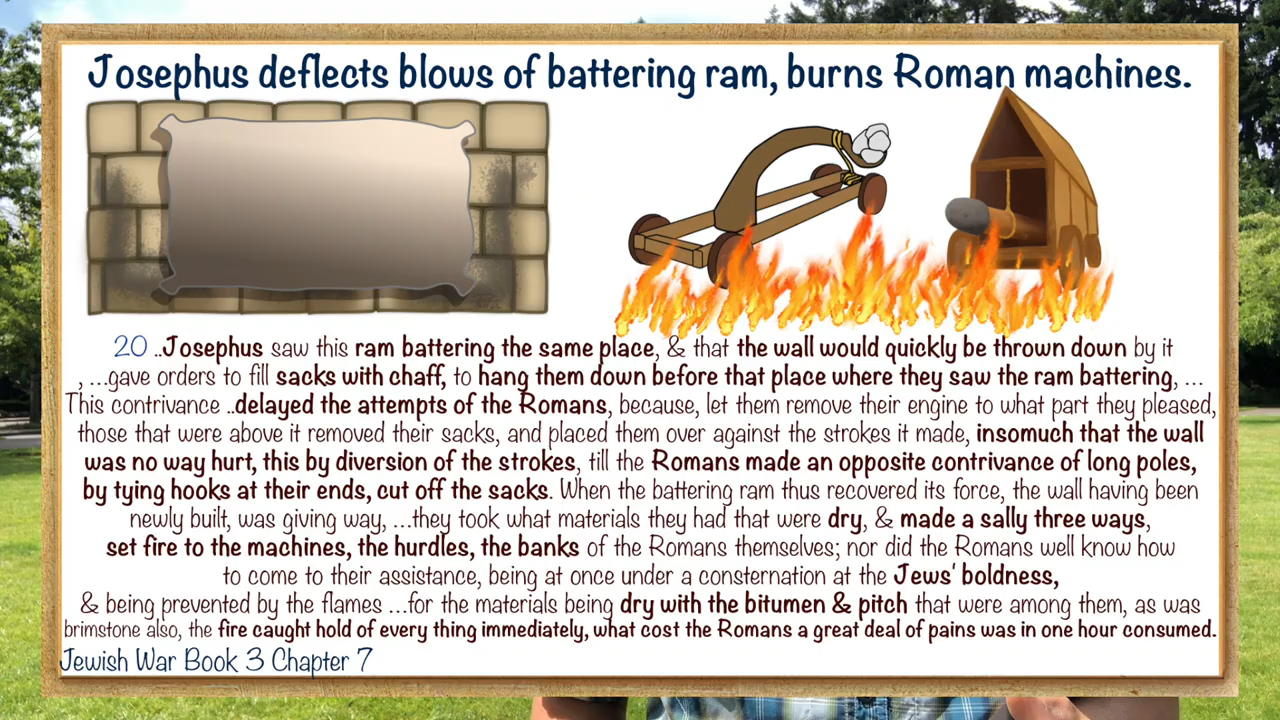 Josephus deflects blows of battering ram, burns Roman machines.
20 ..Josephus saw this ram battering the same place, & that the wall would quickly be thrown down by it
, ...gave orders to fill sacks with chaff, to hang them down before that place where they saw the ram battering, ...
This contrivance ..delayed the attempts of the Romans, because, let them remove their engine to what part they pleased,
those that were above it removed their sacks, and placed them over against the strokes it made, insomuch that the wall
was no way hurt, this by diversion of the strokes, till the Romans made an opposite contrivance of long poles,
by tying hooks at their ends, cut off the sacks. When the battering ram thus recovered its force, the wall having been
newly built, was giving way, ...they took what materials they had that were dry, & made a sally three ways,
set fire to the machines, the hurdles, the banks of the Romans themselves; nor did the Romans well know how
to come to their assistance, being at once under a consternation at the Jews' boldness,
& being prevented by the flames ...for the materials being dry with the bitumen & pitch that were among them, as was
brimstone also, the fire caught hold of every thing immediately, what cost the Romans a great deal of pains was in one hour consumed.
Jewish War Book 3 Chapter 7